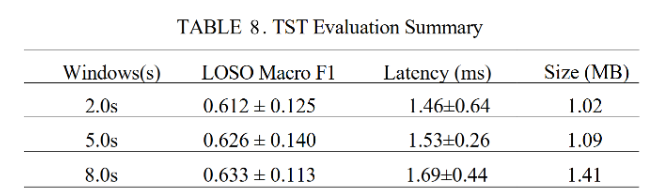 TABLE 8. TST Evaluation Summary
Windows(s) LOSO Macro F1 Latency (ms) Size (MB)
2.0s 0.612 ± 0.125 1.46±0.64 1.02
5.0s 0.626 ± 0.140 1.53±0.26 1.09
8.0s 0.633 ± 0.113 1.69±0.44 1.41